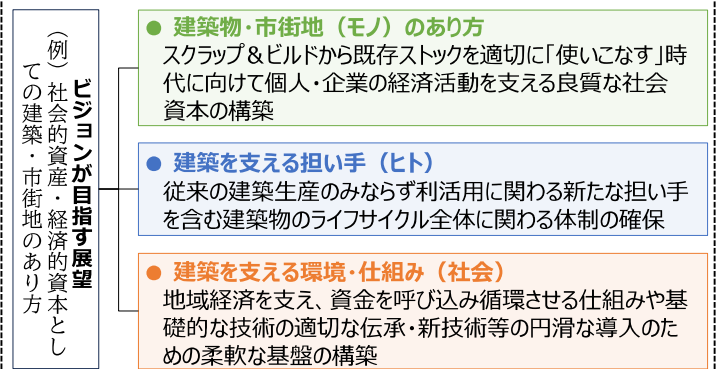 ビジョンが目指す展望
（例）社会的資産・経済的資本とし
ての建築・市街地のあり方
● 建築物・市街地（モノ）のあり方
スクラップ＆ビルドから既存ストックを適切に「使いこなす」時
代に向けて個人・企業の経済活動を支える良質な社会
資本の構築
● 建築を支える担い手（ヒト）
従来の建築生産のみならず利活用に関わる新たな担い手
を含む建築物のライフサイクル全体に関わる体制の確保
● 建築を支える環境・仕組み（社会）
地域経済を支え、資金を呼び込み循環させる仕組みや基
礎的な技術の適切な伝承・新技術等の円滑な導入のた
めの柔軟な基盤の構築